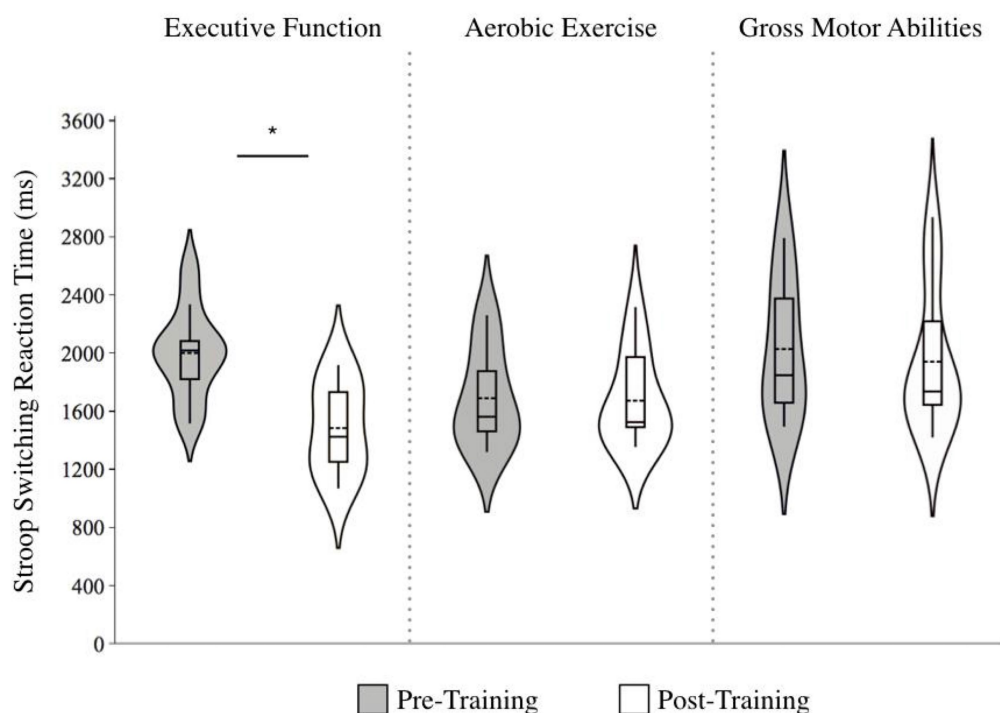 Executive Function
Aerobic Exercise
Gross Motor Abilities
*
Stroop Switching Reaction Time (ms)
3600
3200
2800
2400
2000
1600
1200
800
400
0
Pre-Training
Post-Training